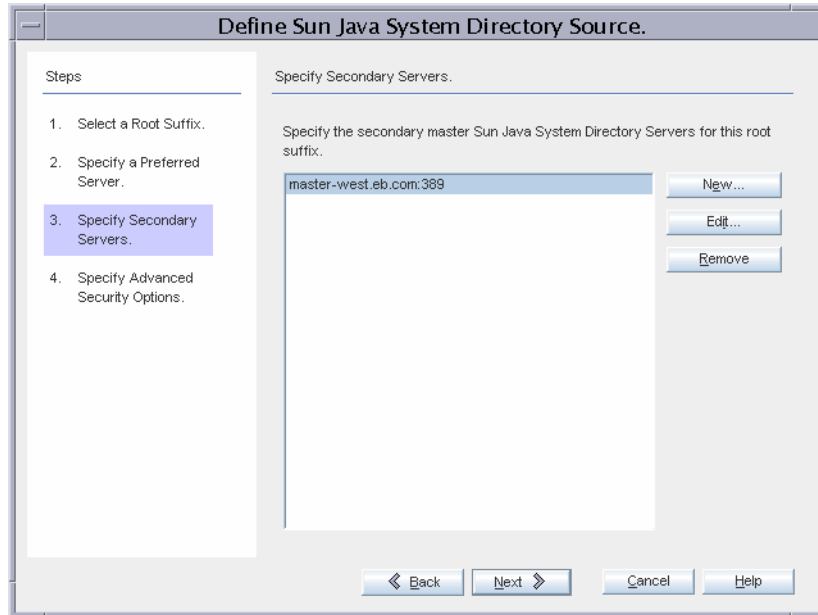 Define Sun Java System Directory Source.
Steps
1. Select a Root Suffix.
2. Specify a Preferred
Server.
3. Specify Secondary
Servers.
4. Specify Advanced
Security Options.
Specify Secondary Servers.
Specify the secondary master Sun Java System Directory Servers for this root
suffix.
master-west.eb.com:389
New...
Edit...
Remove
Back
Next
Cancel
Help